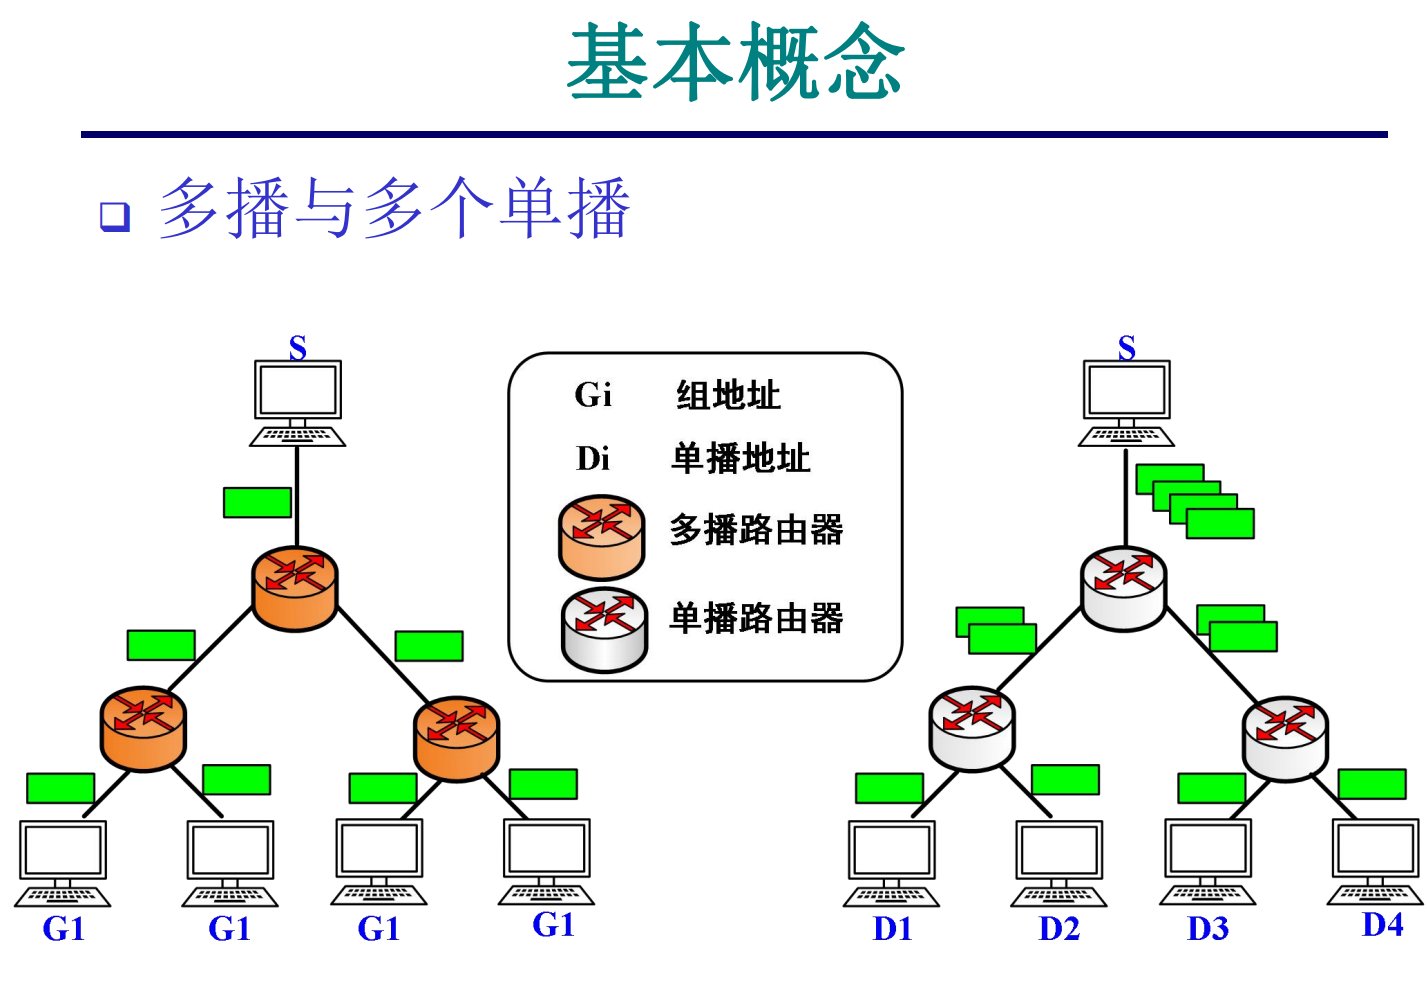 基本概念
多播与多个单播
S
S
Gi 组地址
Di 单播地址
多播路由器
单播路由器
G1 G1 G1 G1
D1 D2 D3 D4